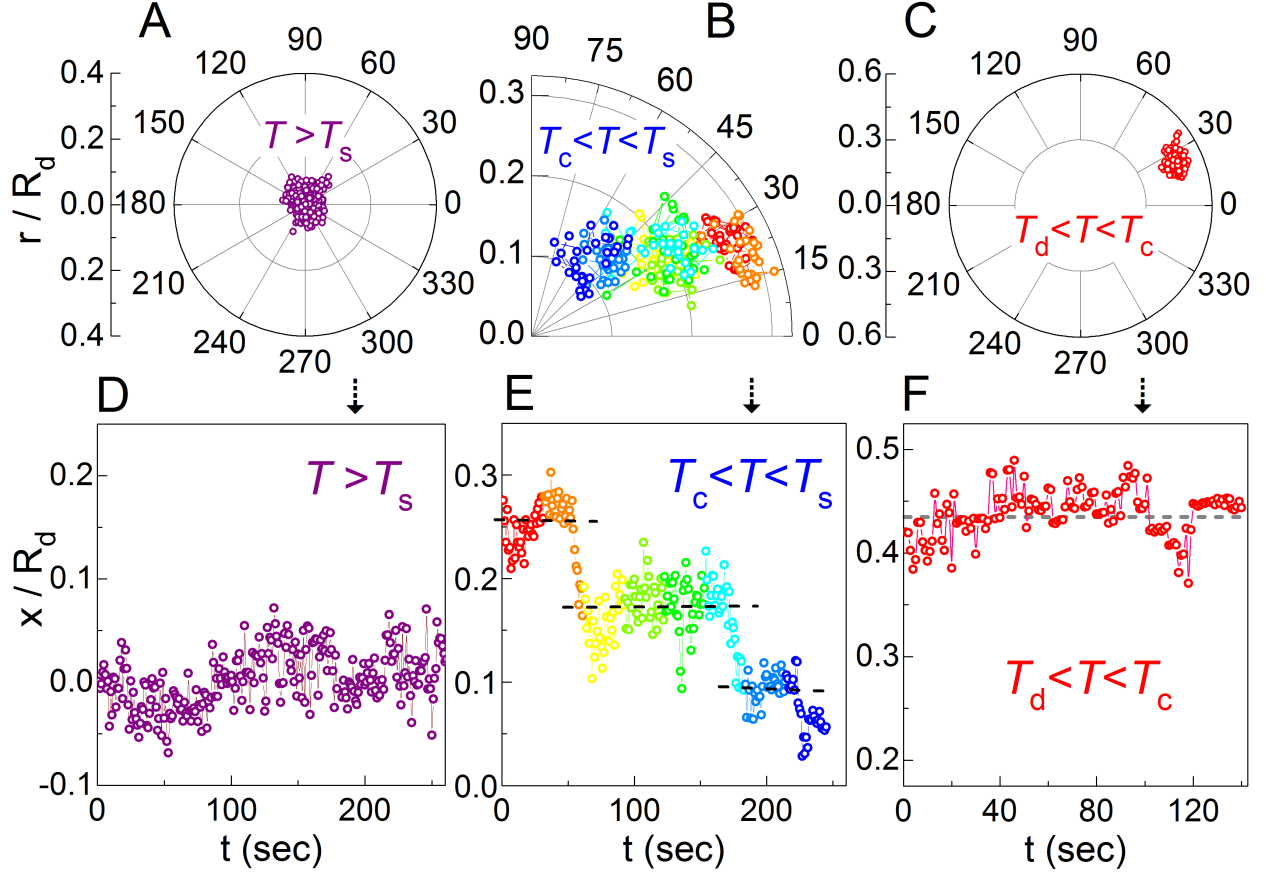 A
B
C
r / R_d
0.4
0.2
0.0
0.2
0.4
90
60
30
0
330
300
270
240
210
180
150
120
T > T_s
0.3
0.2
0.1
0.0
90
75
60
45
30
15
0
T_c < T < T_s
0.6
0.3
0.0
0.3
0.6
90
60
30
0
330
300
270
240
210
180
150
120
T_d < T < T_c
D
E
F
x / R_d
0.2
0.1
0.0
-0.1
T > T_s
0 100 200
t (sec)
0.3
0.2
0.1
0.0
T_c < T < T_s
0 100 200
t (sec)
0.5
0.4
0.3
0.2
T_d < T < T_c
0 40 80 120
t (sec)